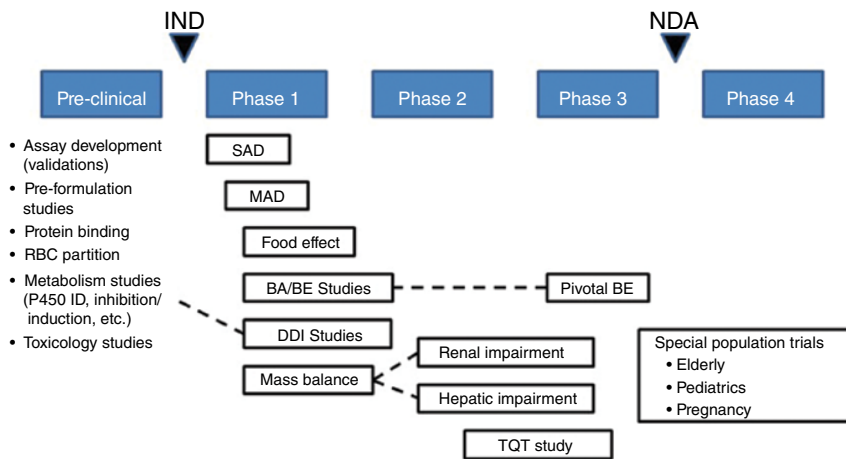 IND
NDA
Pre-clinical
Phase 1
Phase 2
Phase 3
Phase 4
• Assay development
(validations)
• Pre-formulation
studies
• Protein binding
• RBC partition
• Metabolism studies
(P450 ID, inhibition/
induction, etc.)
• Toxicology studies
SAD
MAD
Food effect
BA/BE Studies
Pivotal BE
DDI Studies
Mass balance
Renal impairment
Hepatic impairment
TQT study
Special population trials
• Elderly
• Pediatrics
• Pregnancy